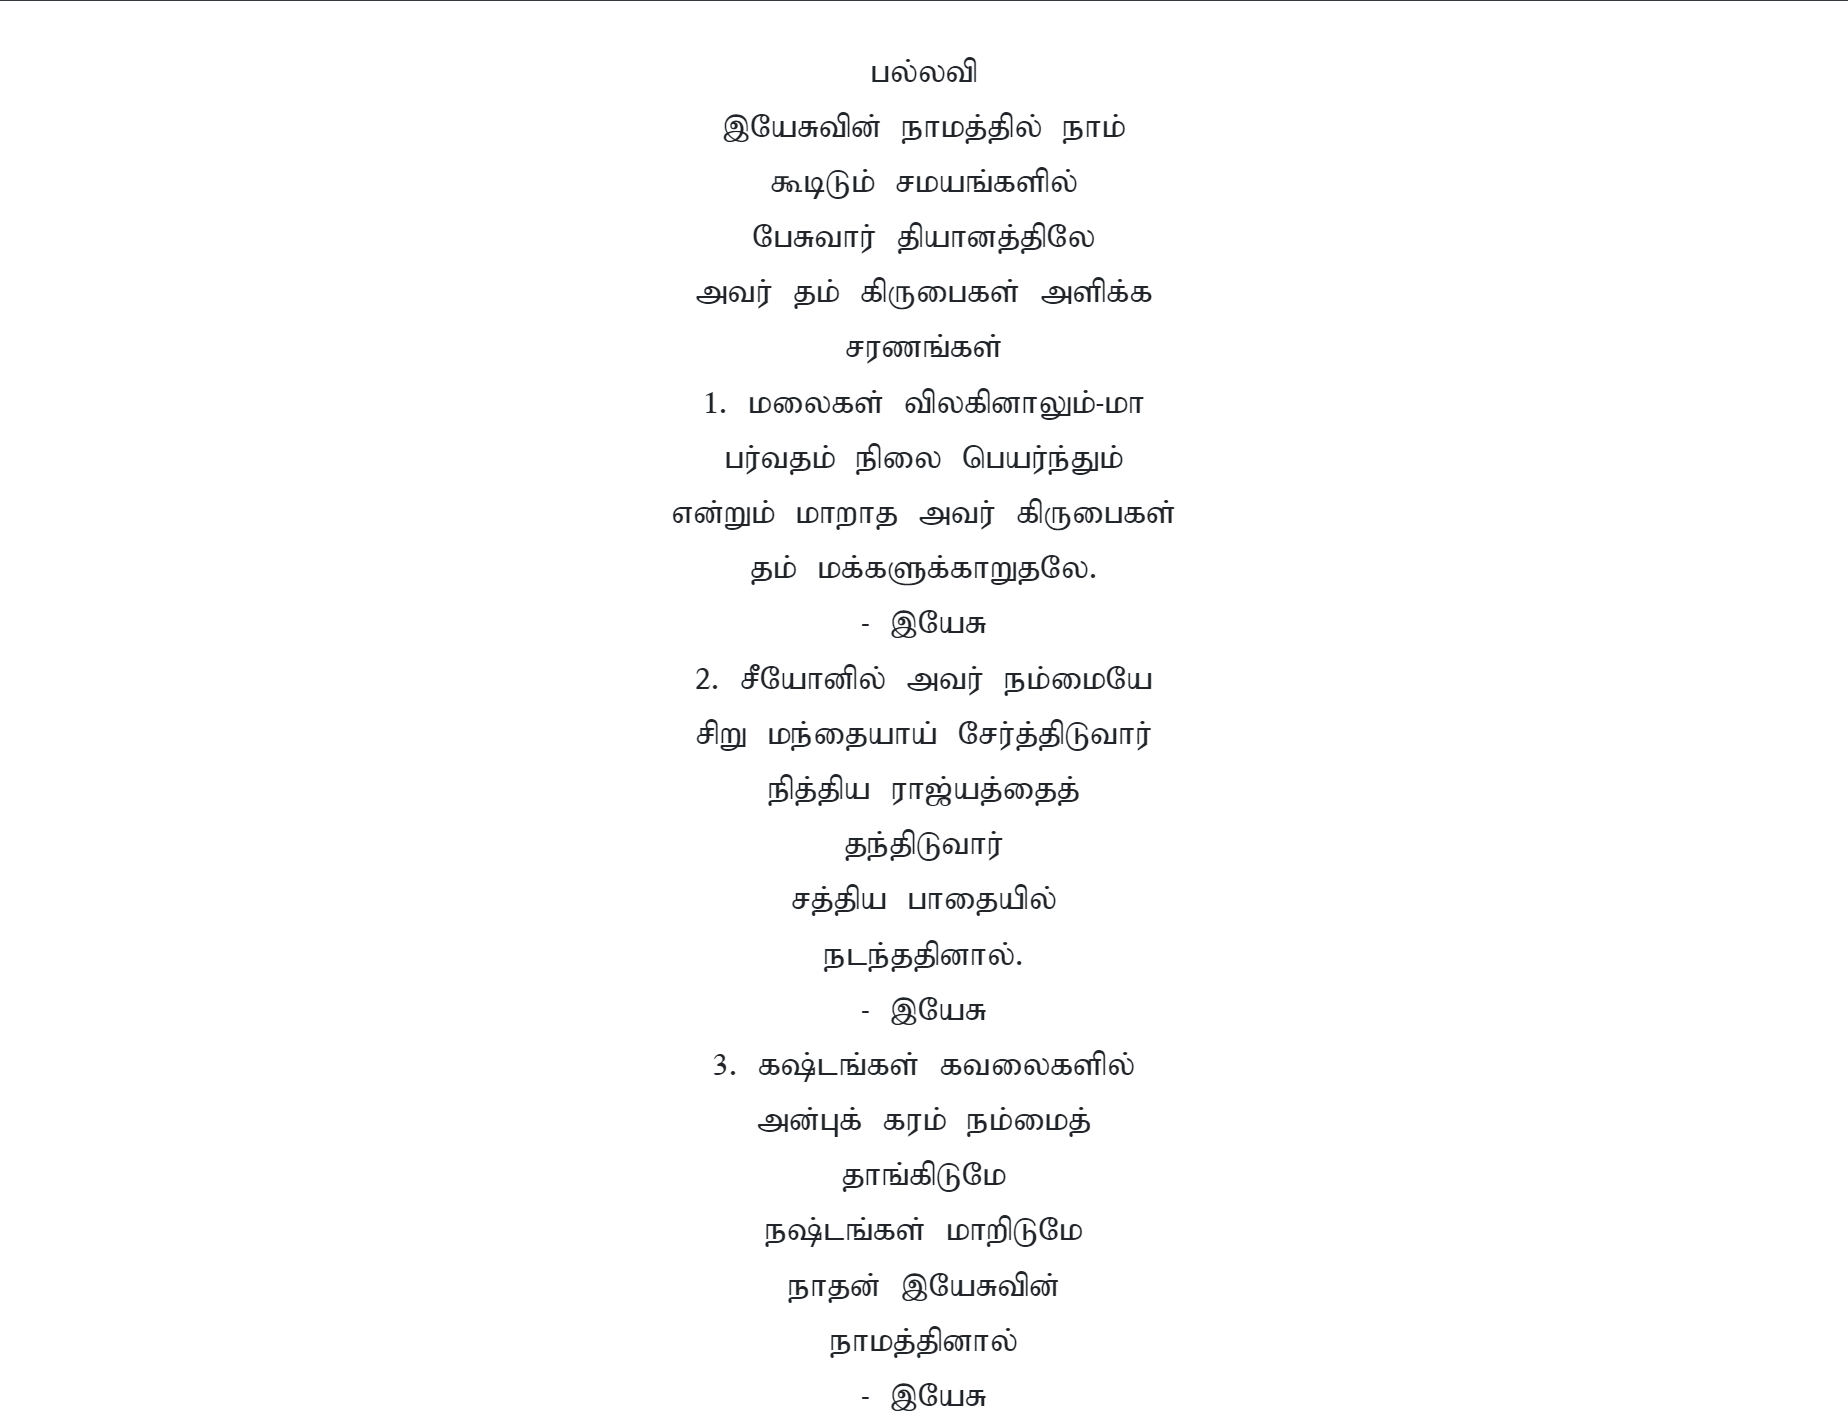 பல்லவி
இயேசுவின் நாமத்தில் நாம்
கூடிடும் சமயங்களில்
பேசுவார் தியானத்திலே
அவர் தம் கிருபைகள் அளிக்க
சரணங்கள்
1. மலைகள் விலகினாலும்-மா
பர்வதம் நிலை பெயர்ந்தும்
என்றும் மாறாத அவர் கிருபைகள்
தம் மக்களுக்காறுதலே.
- இயேசு
2. சீயோனில் அவர் நம்மையே
சிறு மந்தையாய் சேர்த்திடுவார்
நித்திய ராஜ்யத்தைத்
தந்திடுவார்
சத்திய பாதையில்
நடந்ததினால்.
- இயேசு
3. கஷ்டங்கள் கவலைகளில்
அன்புக் கரம் நம்மைத்
தாங்கிடுமே
நஷ்டங்கள் மாறிடுமே
நாதன் இயேசுவின்
நாமத்தினால்
- இயேசு